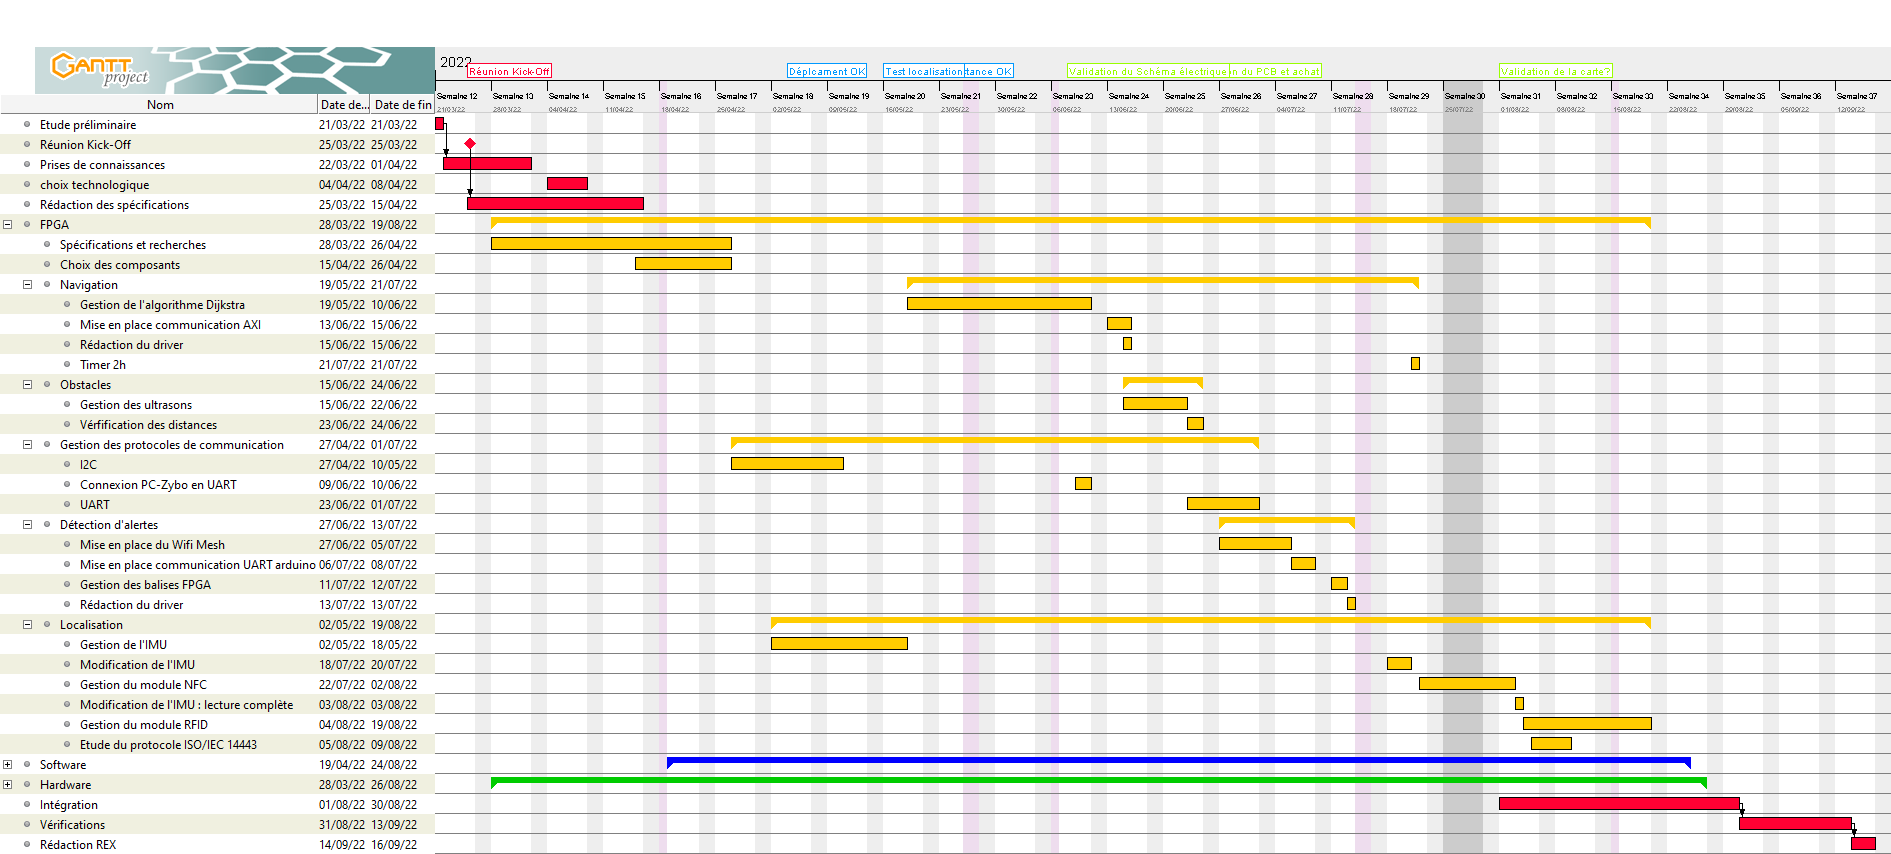 GANTT
project
2022
Réunion Kick-Off
Déplcament OK
Test localisation
tance OK
Validation du Schéma électrique
n du PCB et achat
Validation de la carte?
Nom Date de... Date de fin
Semaine 12 Semaine 13 Semaine 14 Semaine 15 Semaine 16 Semaine 17 Semaine 18 Semaine 19 Semaine 20 Semaine 21 Semaine 22 Semaine 23 Semaine 24 Semaine 25 Semaine 26 Semaine 27 Semaine 28 Semaine 29 Semaine 30 Semaine 31 Semaine 32 Semaine 33 Semaine 34 Semaine 35 Semaine 36 Semaine 37
21/03/22 28/03/22 04/04/22 11/04/22 18/04/22 25/04/22 02/05/22 09/05/22 16/05/22 23/05/22 30/05/22 06/06/22 13/06/22 20/06/22 27/06/22 04/07/22 11/07/22 18/07/22 25/07/22 01/08/22 08/08/22 15/08/22 22/08/22 29/08/22 05/09/22 12/09/22
Etude préliminaire 21/03/22 21/03/22
Réunion Kick-Off 25/03/22 25/03/22
Prises de connaissances 22/03/22 01/04/22
choix technologique 04/04/22 08/04/22
Rédaction des spécifications 25/03/22 15/04/22
FPGA 28/03/22 19/08/22
Spécifications et recherches 28/03/22 26/04/22
Choix des composants 15/04/22 26/04/22
Navigation 19/05/22 21/07/22
Gestion de l'algorithme Dijkstra 19/05/22 10/06/22
Mise en place communication AXI 13/06/22 15/06/22
Rédaction du driver 15/06/22 15/06/22
Timer 2h 21/07/22 21/07/22
Obstacles 15/06/22 24/06/22
Gestion des ultrasons 15/06/22 22/06/22
Vérfification des distances 23/06/22 24/06/22
Gestion des protocoles de communication 27/04/22 01/07/22
I2C 27/04/22 10/05/22
Connexion PC-Zybo en UART 09/06/22 10/06/22
UART 23/06/22 01/07/22
Détection d'alertes 27/06/22 13/07/22
Mise en place du Wifi Mesh 27/06/22 05/07/22
Mise en place communication UART arduino 06/07/22 08/07/22
Gestion des balises FPGA 11/07/22 12/07/22
Rédaction du driver 13/07/22 13/07/22
Localisation 02/05/22 19/08/22
Gestion de l'IMU 02/05/22 18/05/22
Modification de l'IMU 18/07/22 20/07/22
Gestion du module NFC 22/07/22 02/08/22
Modification de l'IMU : lecture complète 03/08/22 03/08/22
Gestion du module RFID 04/08/22 19/08/22
Etude du protocole ISO/IEC 14443 05/08/22 09/08/22
Software 19/04/22 24/08/22
Hardware 28/03/22 26/08/22
Intégration 01/08/22 30/08/22
Vérifications 31/08/22 13/09/22
Rédaction REX 14/09/22 16/09/22